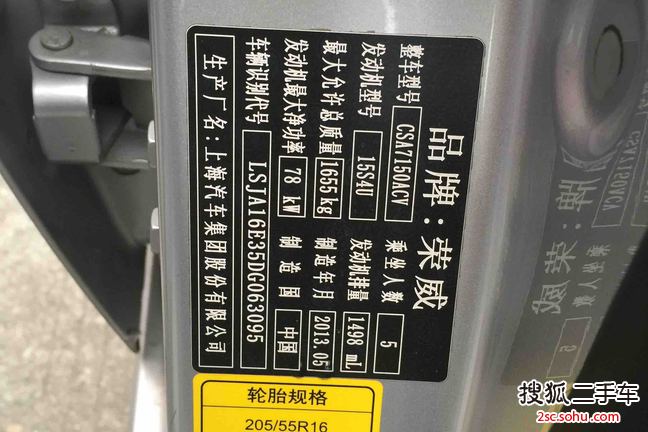 品牌：荣威
整车型号 CSA7150ACV 乘坐人数 5
发动机型号 15S4U 发动机排量 1498 mL
最大允许总质量 1655 kg 制造年月 2013.05
发动机最大净功率 78 kW 制造国 中国
车辆识别代号 LSJA16E35DG063095
生产厂名：上海汽车集团股份有限公司
轮胎规格
205/55R16
搜狐二手车
2sc.sohu.com